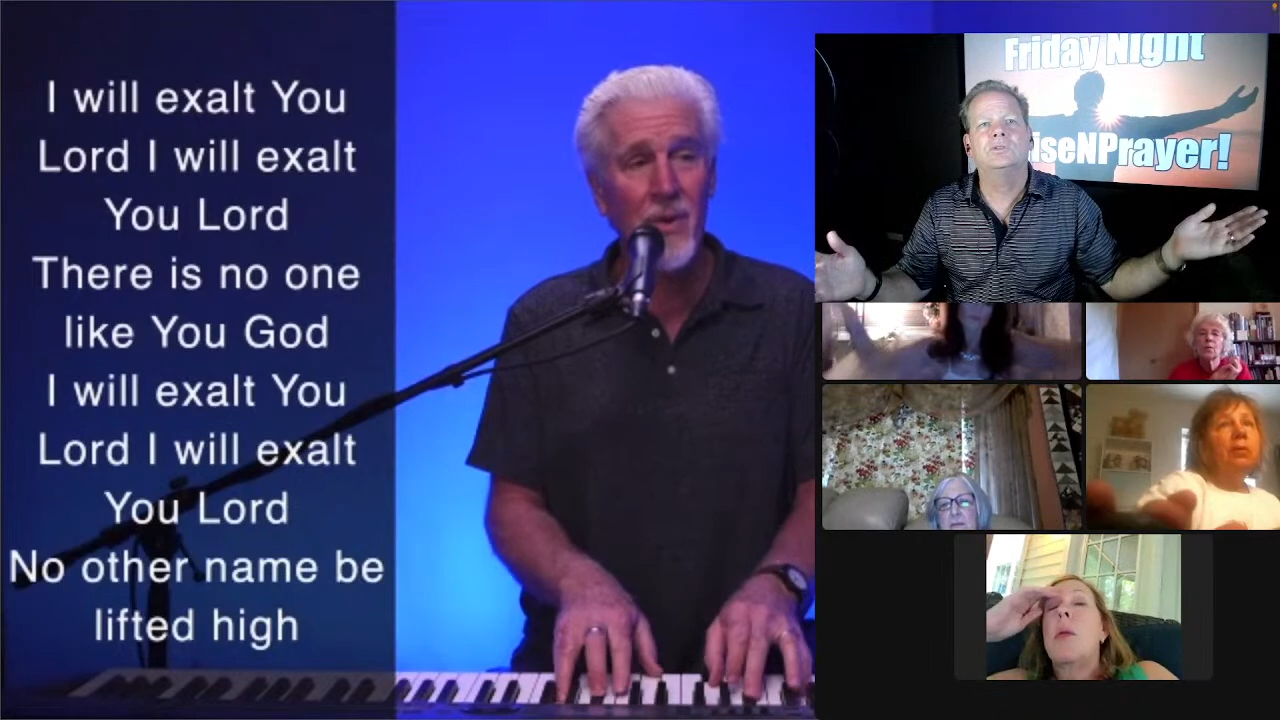 I will exalt You
Lord I will exalt
You Lord
There is no one
like You God
I will exalt You
Lord I will exalt
You Lord
No other name be
lifted high
Friday Night
iseNPrayer!